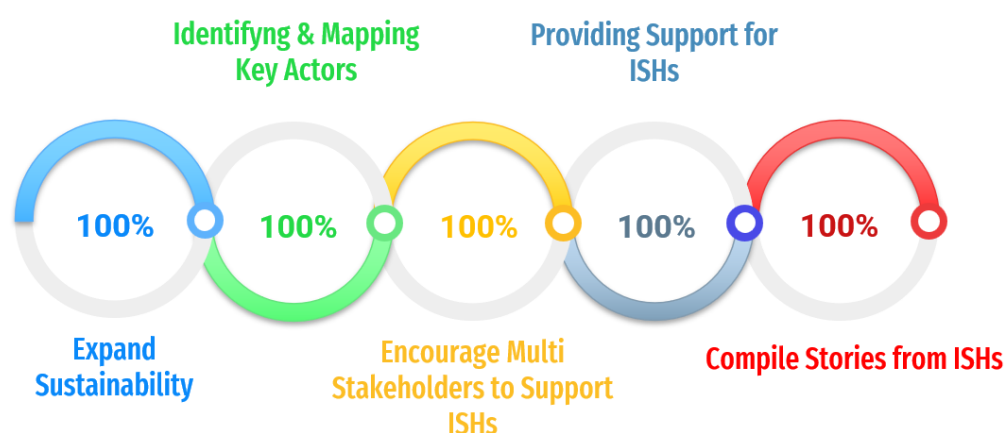 Identifyng & Mapping
Key Actors
Providing Support for
ISHs
100%
100%
100%
100%
100%
Expand
Sustainability
Encourage Multi
Stakeholders to Support
ISHs
Compile Stories from ISHs